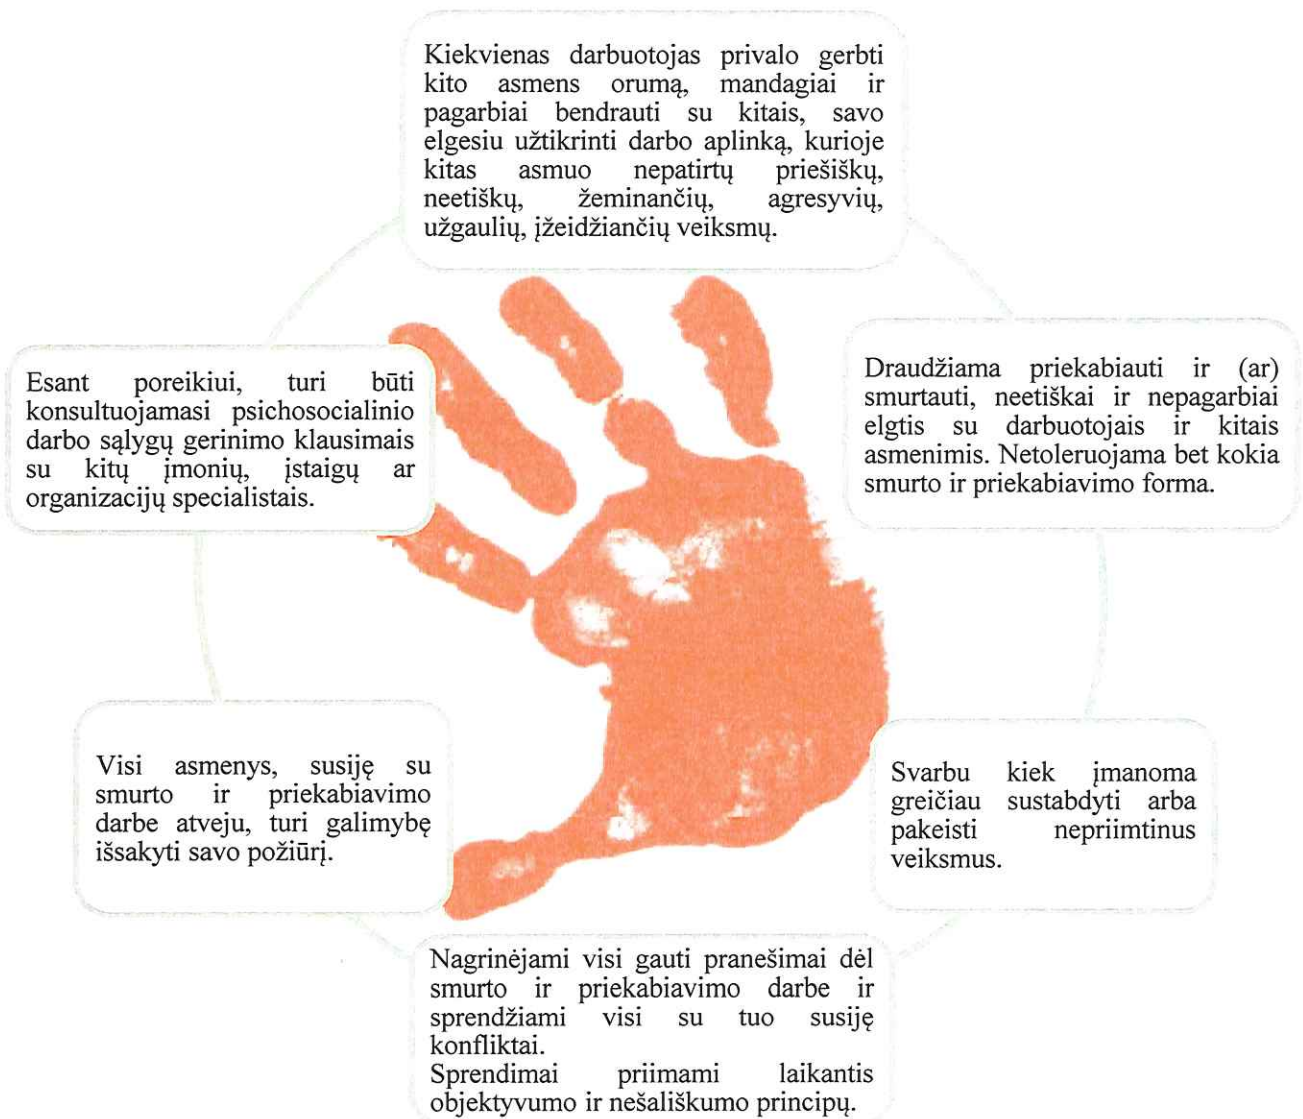 Kiekvienas darbuotojas privalo gerbti
kito asmens orumą, mandagiai ir
pagarbiai bendrauti su kitais, savo
elgesiu užtikrinti darbo aplinką, kurioje
kitas asmuo nepatirtų priešiškų,
neetiškų, žeminančių, agresyvių,
užgaulių, įžeidžiančių veiksmų.
Draudžiama priekabiauti ir (ar)
smurtauti, neetiškai ir nepagarbiai
elgtis su darbuotojais ir kitais
asmenimis. Netoleruojama bet kokia
smurto ir priekabiavimo forma.
Svarbu kiek įmanoma
greičiau sustabdyti arba
pakeisti nepriimtinus
veiksmus.
Nagrinėjami visi gauti pranešimai dėl
smurto ir priekabiavimo darbe ir
sprendžiami visi su tuo susiję
konfliktai.
Sprendimai priimami laikantis
objektyvumo ir nešališkumo principų.
Visi asmenys, susiję su
smurto ir priekabiavimo
darbe atveju, turi galimybę
išsakyti savo požiūrį.
Esant poreikiui, turi būti
konsultuojamasi psichosocialinio
darbo sąlygų gerinimo klausimais
su kitų įmonių, įstaigų ar
organizacijų specialistais.